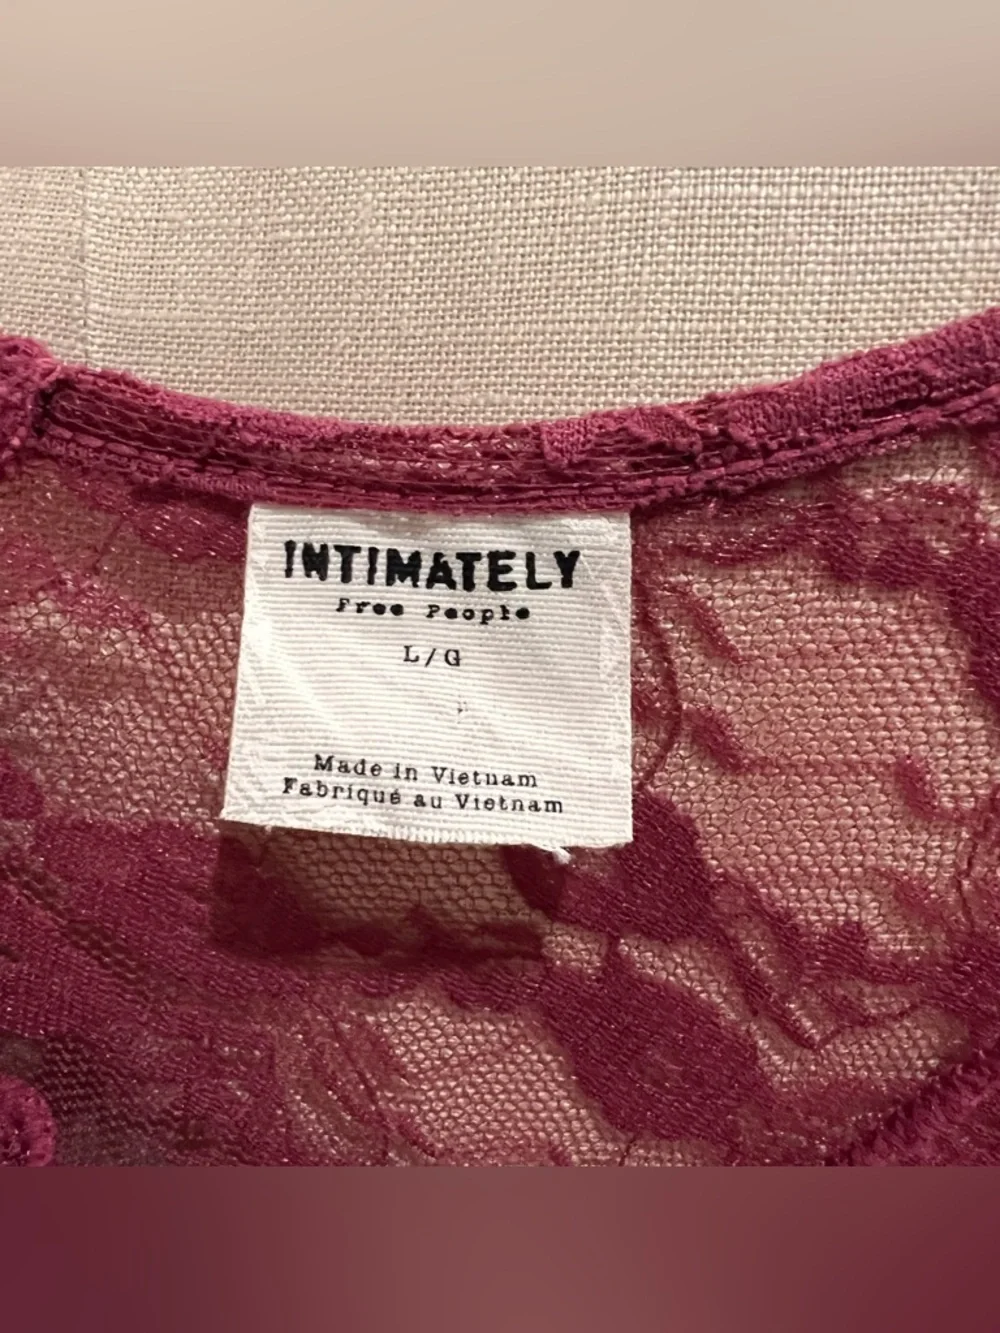 INTIMATELY
Free People
L/G
Made in Vietnam
Fabriqué au Vietnam